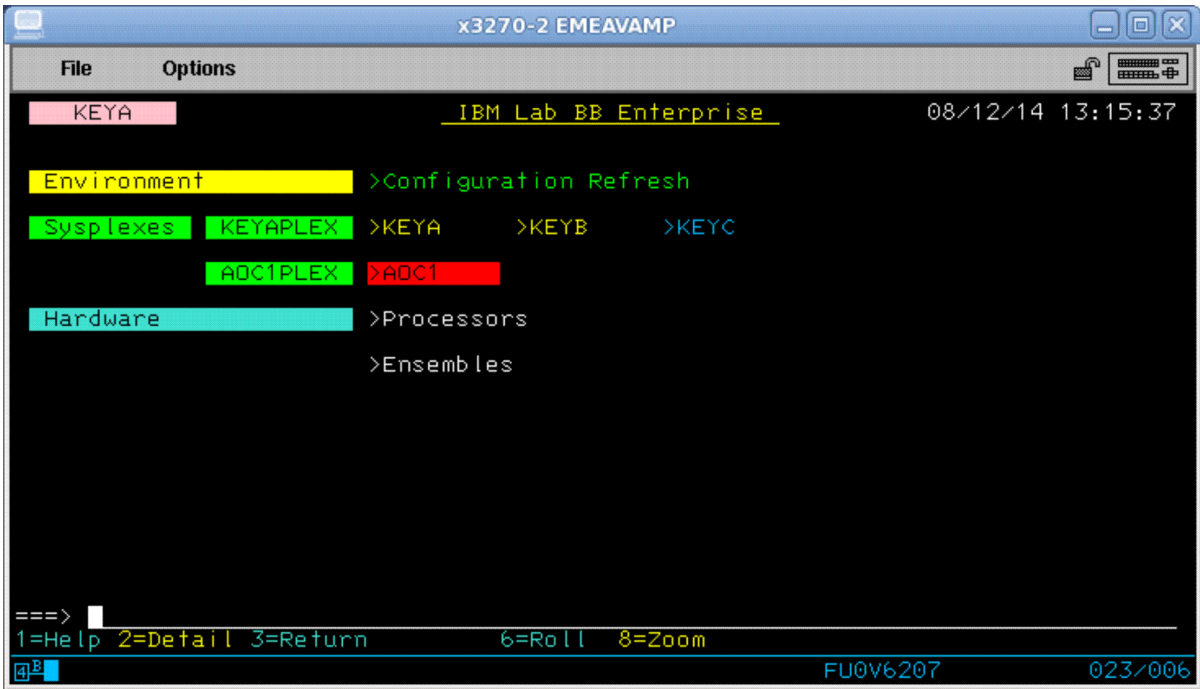 x3270-2 EMEAVAMP
File Options
KEYA IBM Lab BB Enterprise 08/12/14 13:15:37
Environment >Configuration Refresh
Sysplexes KEYAPLEX >KEYA >KEYB >KEYC
AOC1PLEX >AOC1
Hardware >Processors
>Ensembles
===>
1=Help 2=Detail 3=Return 6=Roll 8=Zoom
4B FU0V6207 023/006